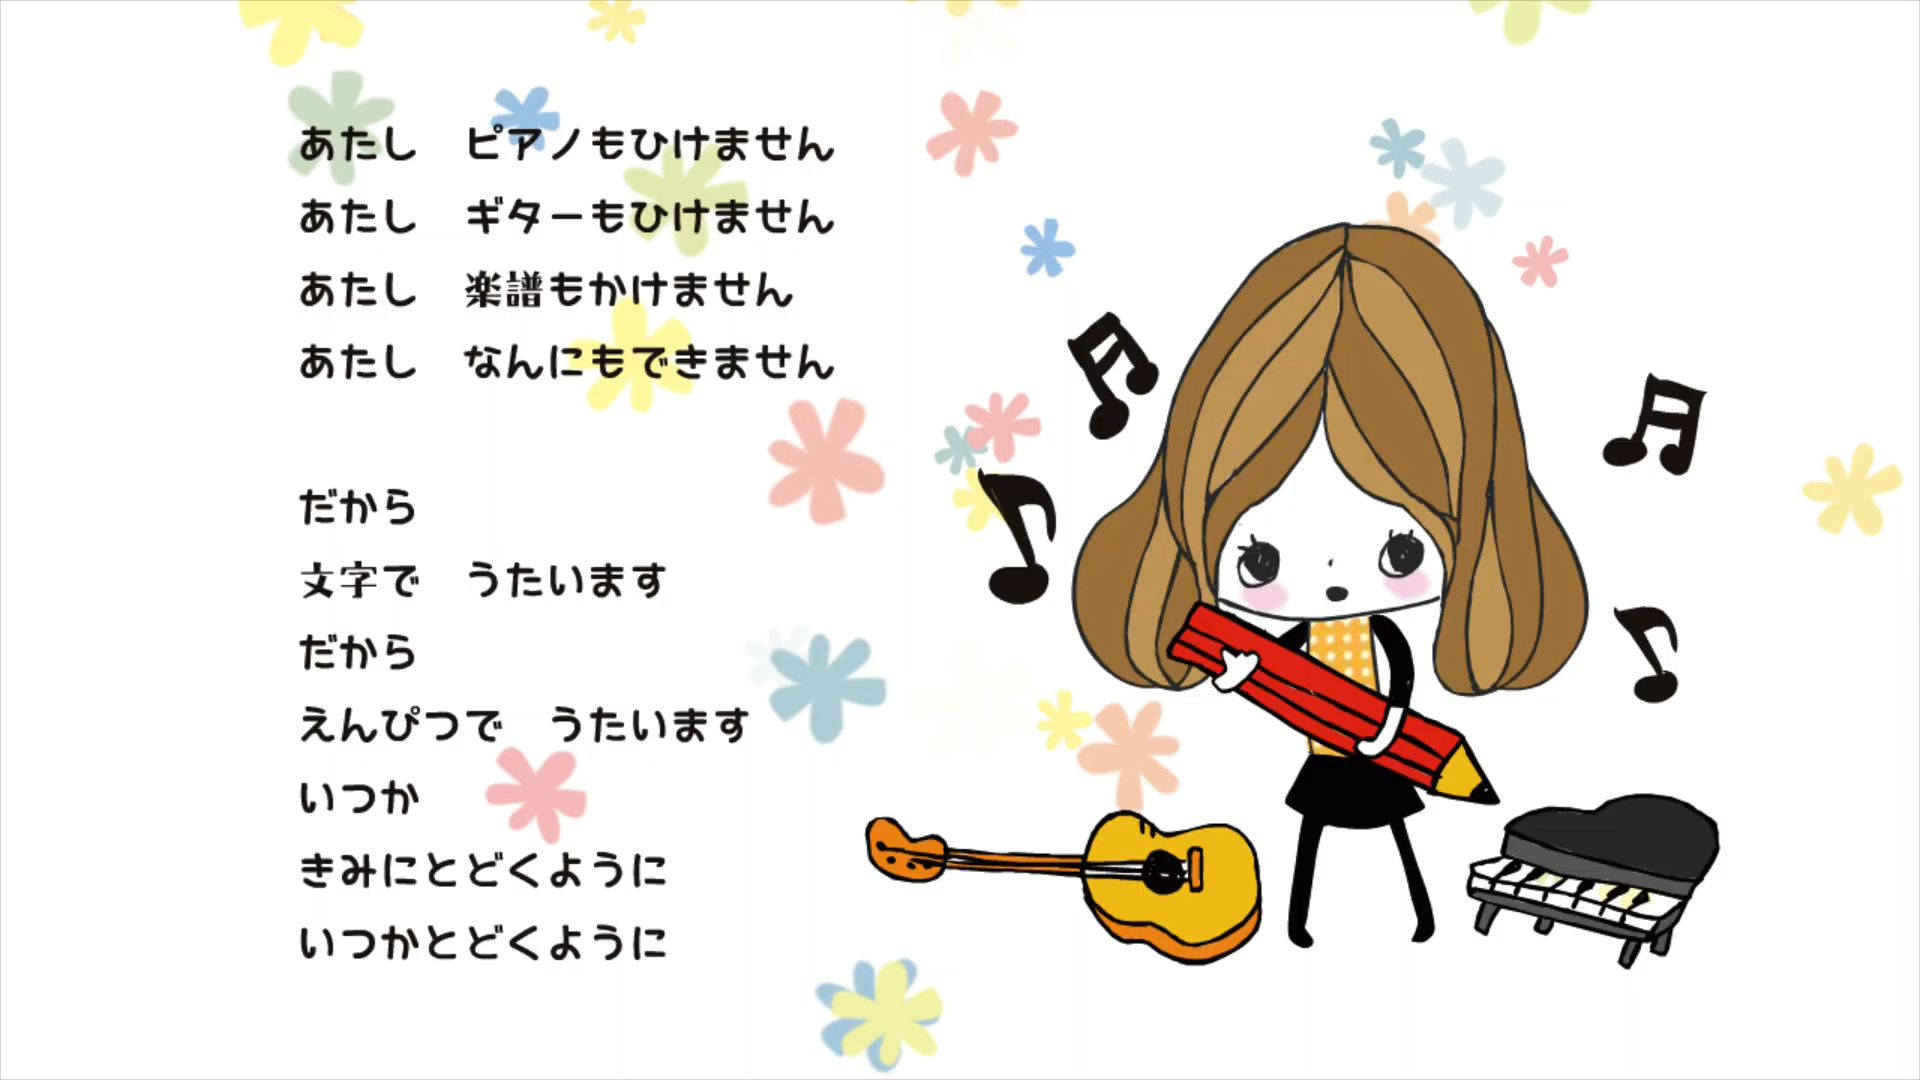 あたし　ピアノもひけません
あたし　ギターもひけません
あたし　楽譜もかけません
あたし　なんにもできません
だから
文字で　うたいます
だから
えんぴつで　うたいます
いつか
きみにとどくように
いつかとどくように